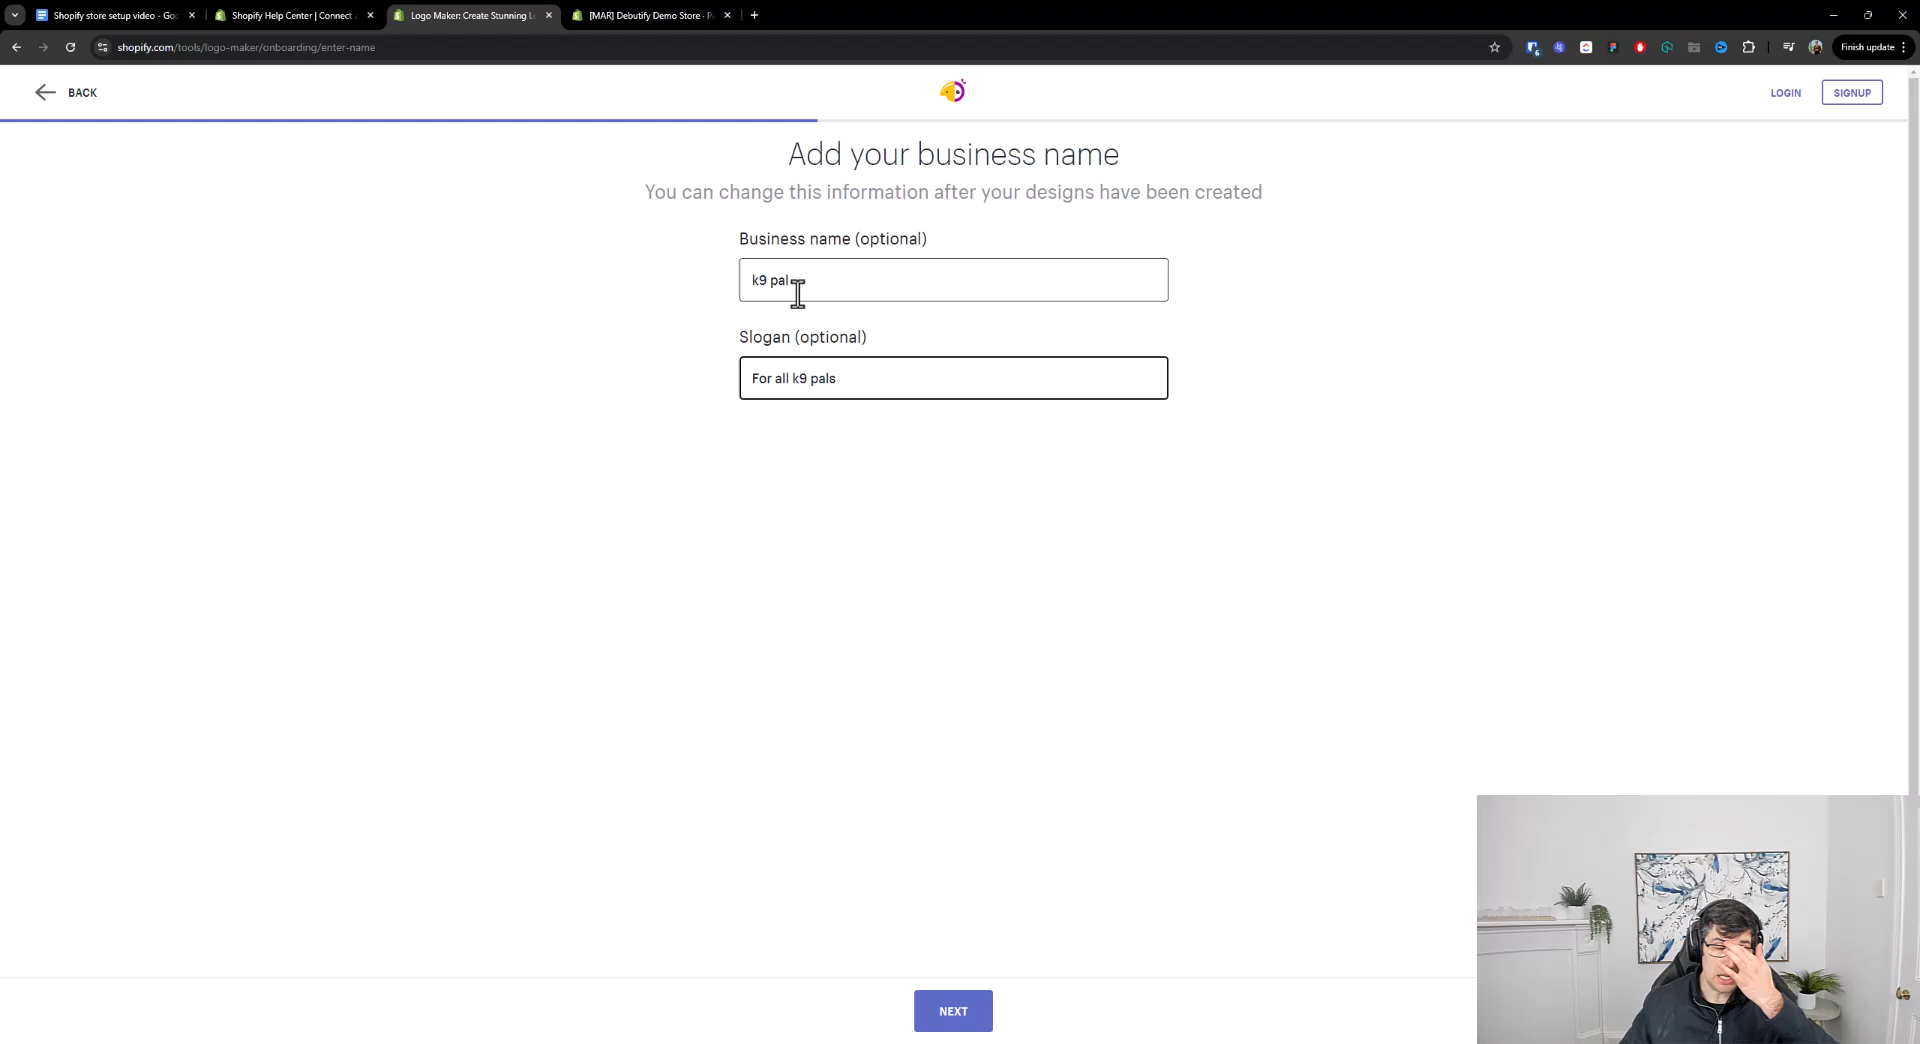 Shopify store setup video - Goo
Shopify Help Center | Connect a
Logo Maker: Create Stunning L
[MAR] Debutify Demo Store · P
shopify.com/tools/logo-maker/onboarding/enter-name
6
Finish update
BACK
LOGIN
SIGNUP
Add your business name
You can change this information after your designs have been created
Business name (optional)
k9 pal
Slogan (optional)
For all k9 pals
NEXT